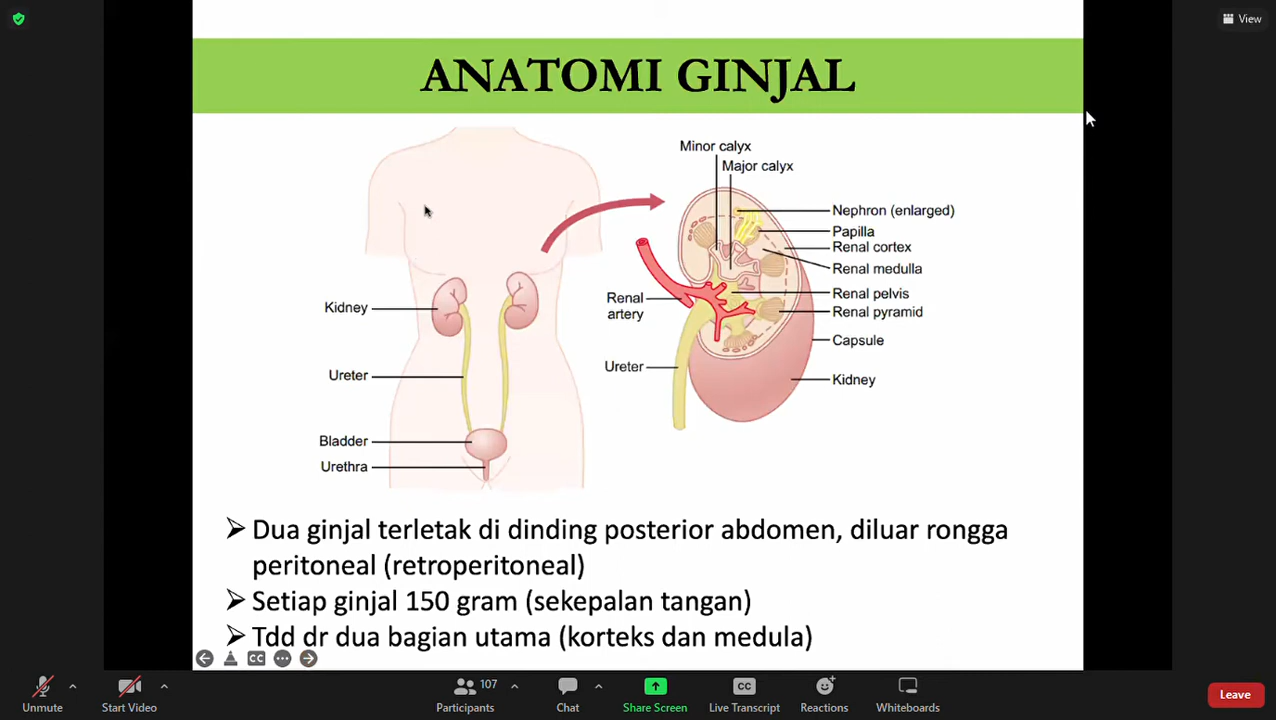 View
ANATOMI GINJAL
Minor calyx
Major calyx
Nephron (enlarged)
Papilla
Renal cortex
Renal medulla
Renal pelvis
Renal pyramid
Capsule
Kidney
Renal
artery
Ureter
Kidney
Ureter
Bladder
Urethra
➢ Dua ginjal terletak di dinding posterior abdomen, diluar rongga
peritoneal (retroperitoneal)
➢ Setiap ginjal 150 gram (sekepalan tangan)
➢ Tdd dr dua bagian utama (korteks dan medula)
CC
Unmute
Start Video
107
Participants
Chat
Share Screen
CC
Live Transcript
Reactions
Whiteboards
Leave